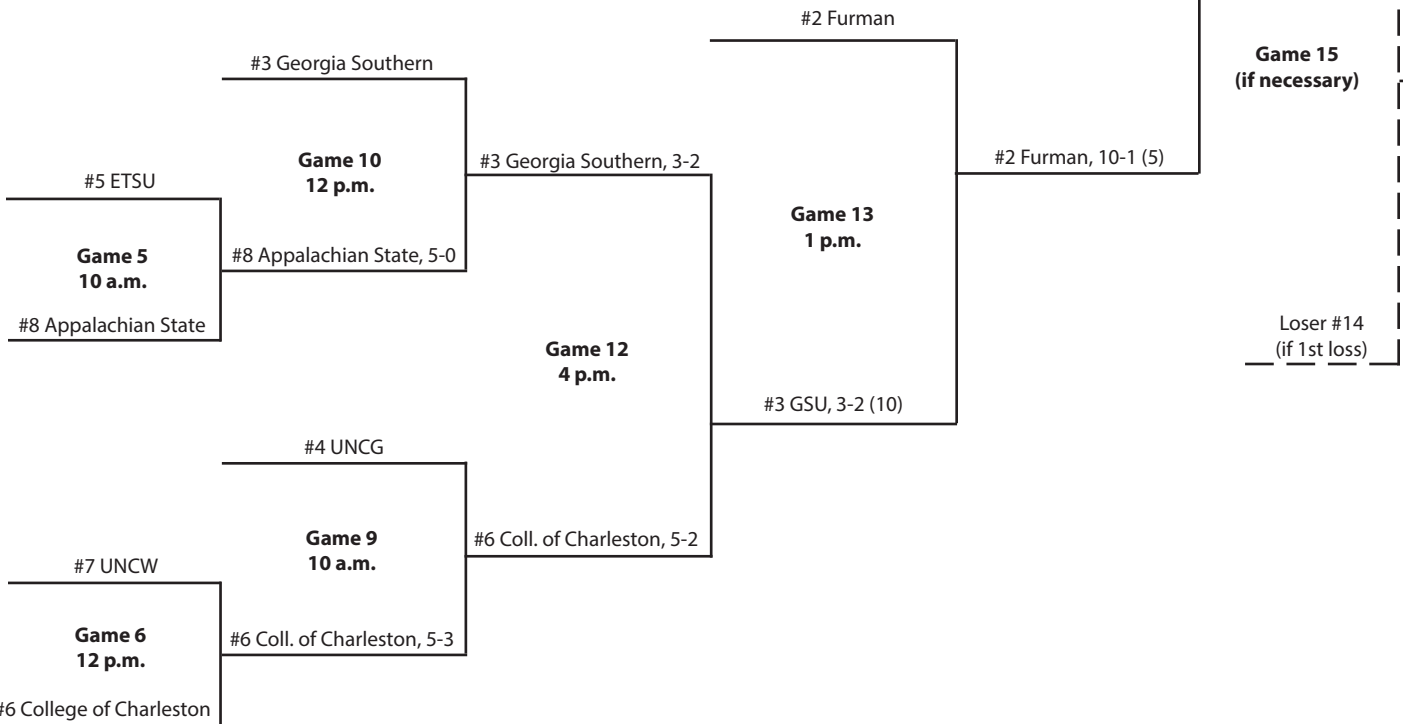 #2 Furman
#3 Georgia Southern
Game 15
(if necessary)
Game 10
12 p.m.
#3 Georgia Southern, 3-2
#2 Furman, 10-1 (5)
#5 ETSU
Game 13
1 p.m.
Game 5
10 a.m.
#8 Appalachian State, 5-0
#8 Appalachian State
Loser #14
(if 1st loss)
Game 12
4 p.m.
#3 GSU, 3-2 (10)
#4 UNCG
Game 9
10 a.m.
#6 Coll. of Charleston, 5-2
#7 UNCW
Game 6
12 p.m.
#6 Coll. of Charleston, 5-3
#6 College of Charleston